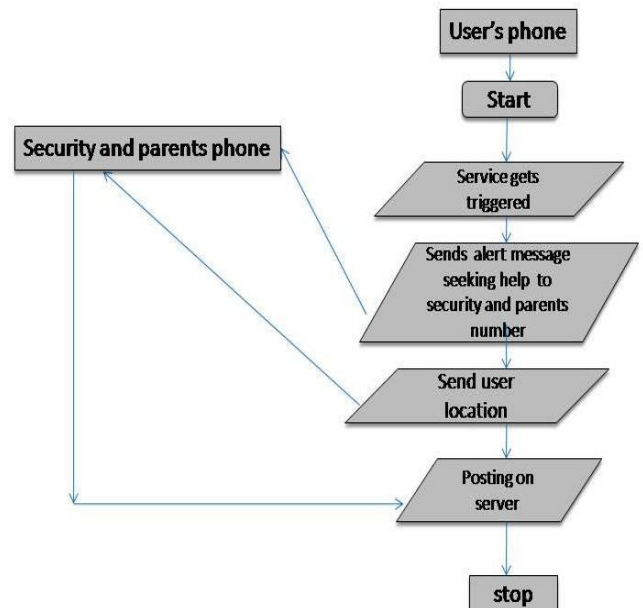 User's phone
Start
Security and parents phone
Service gets
triggered
Sends alert message
seeking help to
security and parents
number
Send user
location
Posting on
server
stop